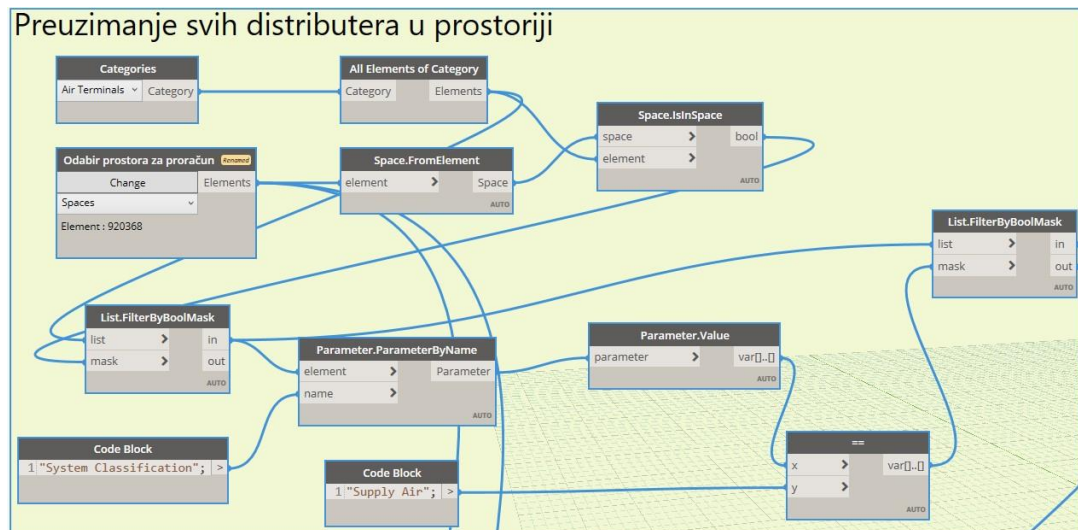 Preuzimanje svih distributera u prostoriji
Categories
Air Terminals Category
All Elements of Category
Category Elements
Space.IsInSpace
space > bool
element >
AUTO
Odabir prostora za proračun Renamed
Change Elements
Spaces
Element : 920368
Space.FromElement
element > Space
AUTO
List.FilterByBoolMask
list > in
mask > out
AUTO
List.FilterByBoolMask
list > in
mask > out
AUTO
Parameter.ParameterByName
element > Parameter
name >
AUTO
Parameter.Value
parameter > var[]..[]
AUTO
Code Block
1 "System Classification"; >
Code Block
1 "Supply Air"; >
==
x > var[]..[]
y >
AUTO